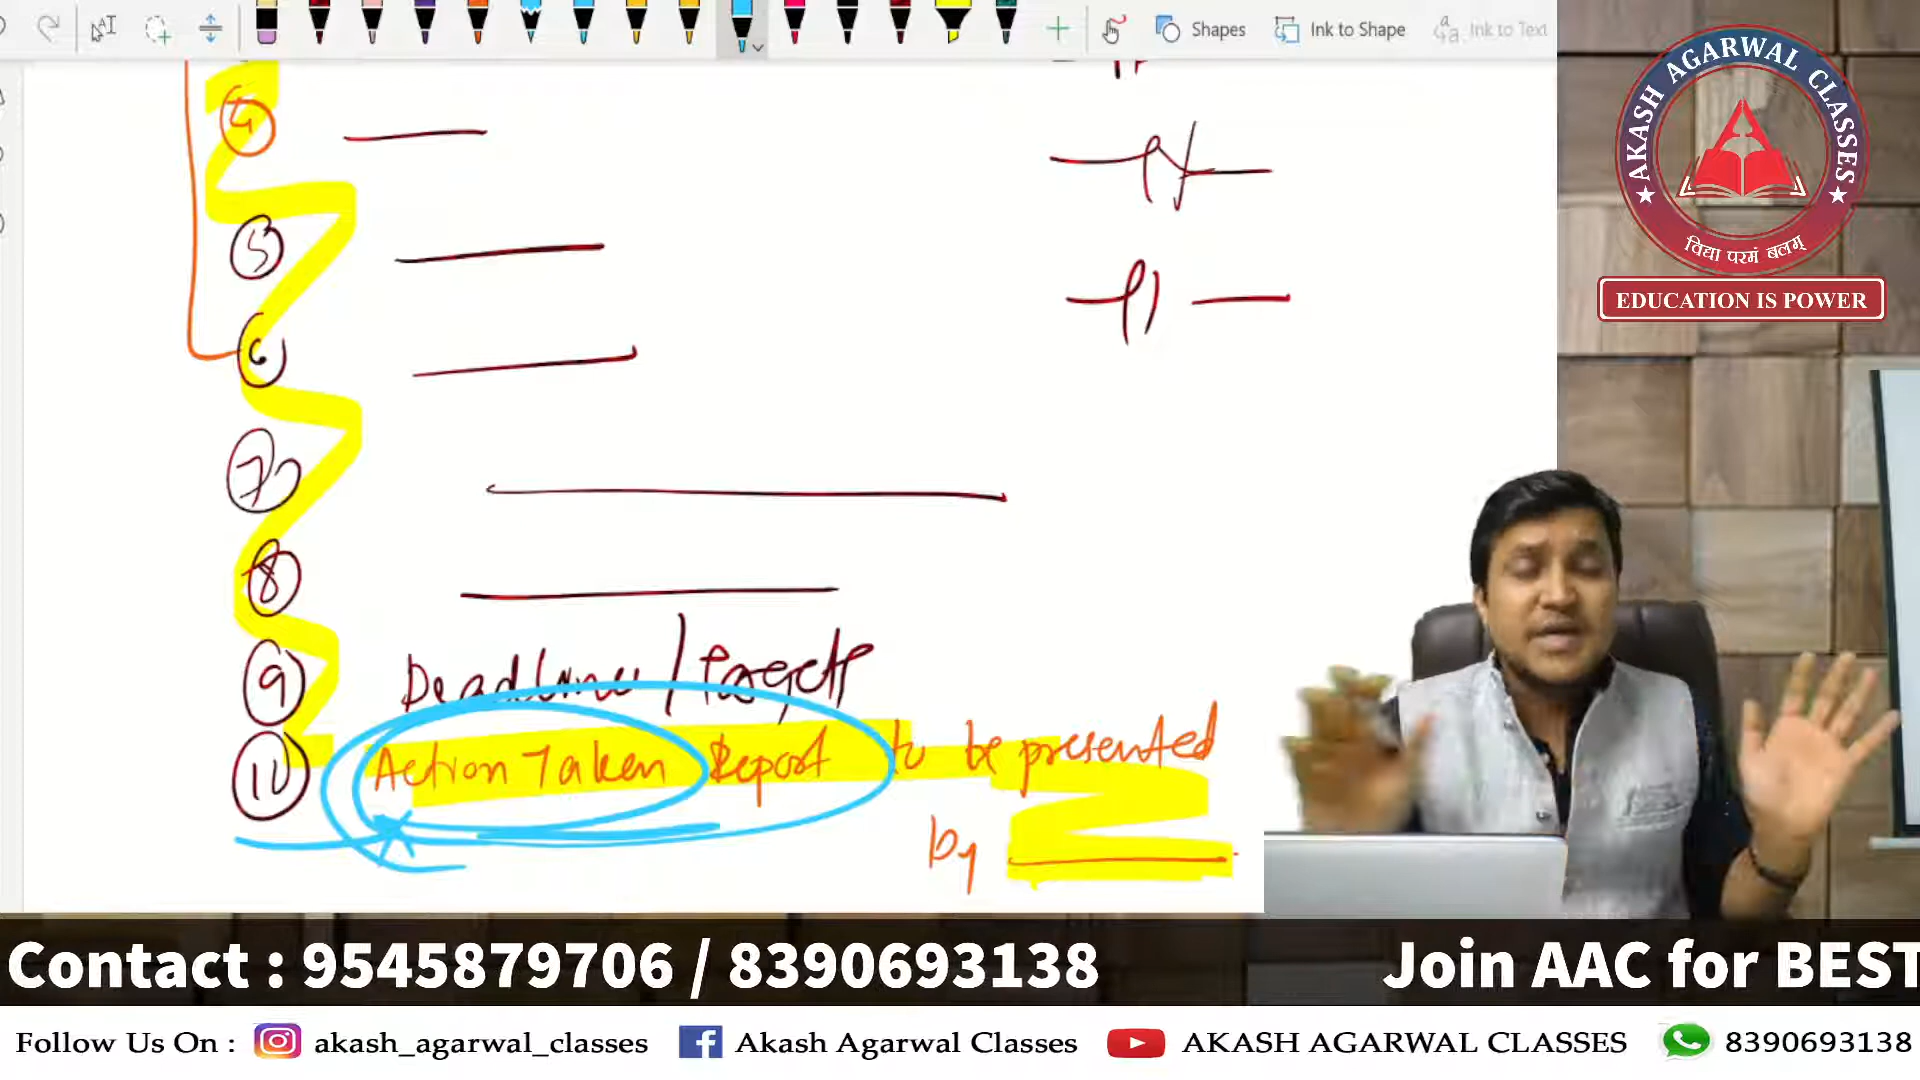 Shapes
Ink to Shape
Ink to Text
4
5
6
7
8
9 Deadline / Targets
10 Action Taken Report to be presented
by
AKASH AGARWAL CLASSES
विद्या परमं बलम्
EDUCATION IS POWER
Contact : 9545879706 / 8390693138
Join AAC for BEST
Follow Us On : akash_agarwal_classes Akash Agarwal Classes AKASH AGARWAL CLASSES 8390693138